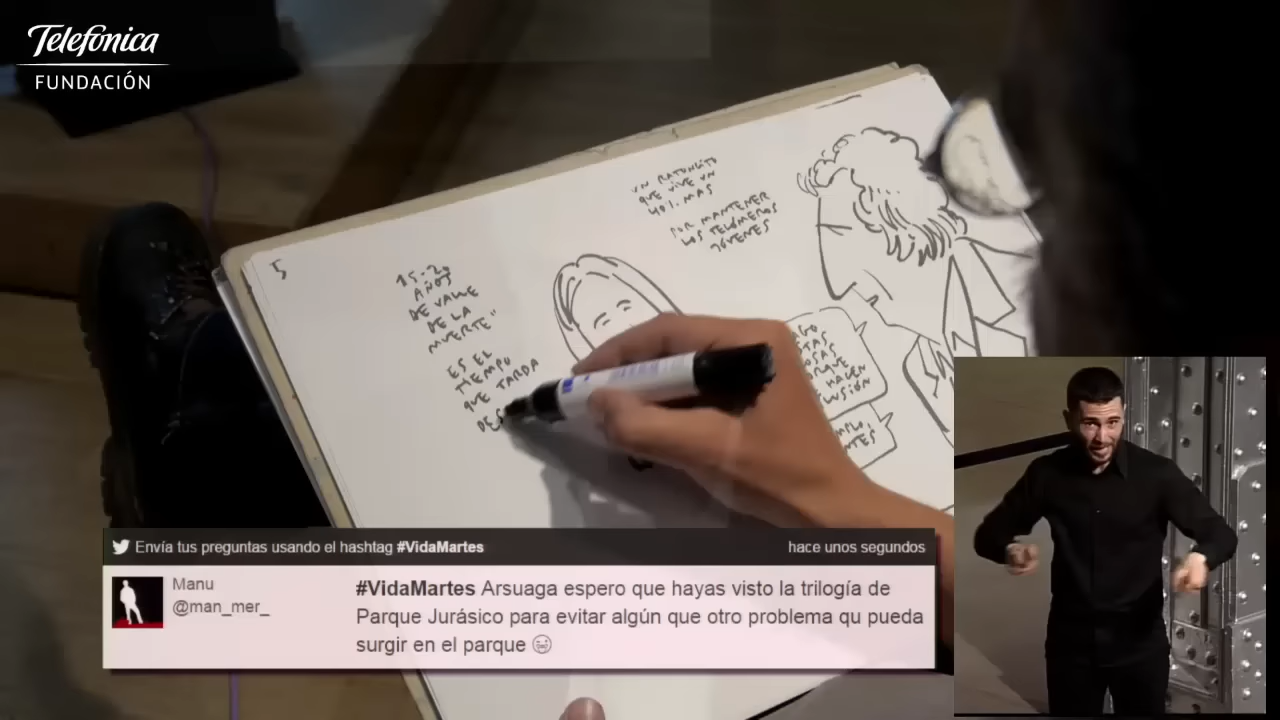 Telefónica
FUNDACIÓN
5
UN RATONCITO
QUE VIVE UN
40%. MAS
POR MANTENER
LOS TELÓMEROS
JÓVENES
15-20
AÑOS
DE VALLE
DE LA
MUERTE"
ES EL
TIEMPO
QUE TARDA
Envía tus preguntas usando el hashtag #VidaMartes
hace unos segundos
Manu
@man_mer_
#VidaMartes Arsuaga espero que hayas visto la trilogía de
Parque Jurásico para evitar algún que otro problema qu pueda
surgir en el parque